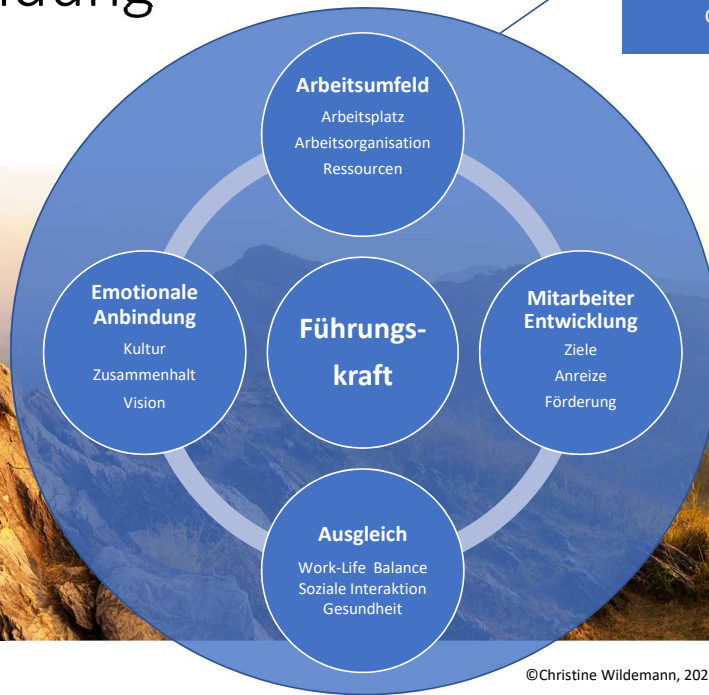 Arbeitsumfeld
Arbeitsplatz
Arbeitsorganisation
Ressourcen
Emotionale
Anbindung
Kultur
Zusammenhalt
Vision
Führungs-
kraft
Mitarbeiter
Entwicklung
Ziele
Anreize
Förderung
Ausgleich
Work-Life Balance
Soziale Interaktion
Gesundheit
©Christine Wildemann, 202